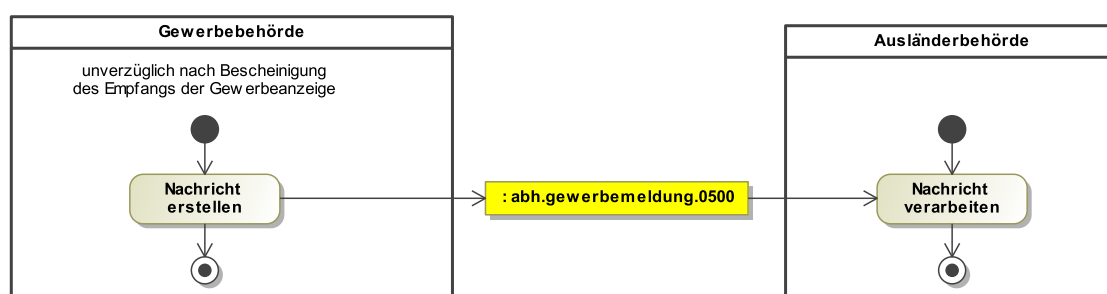 Gewerbebehörde
unverzüglich nach Bescheinigung
des Empfangs der Gewerbeanzeige
Nachricht
erstellen
: abh.gewerbemeldung.0500
Ausländerbehörde
Nachricht
verarbeiten